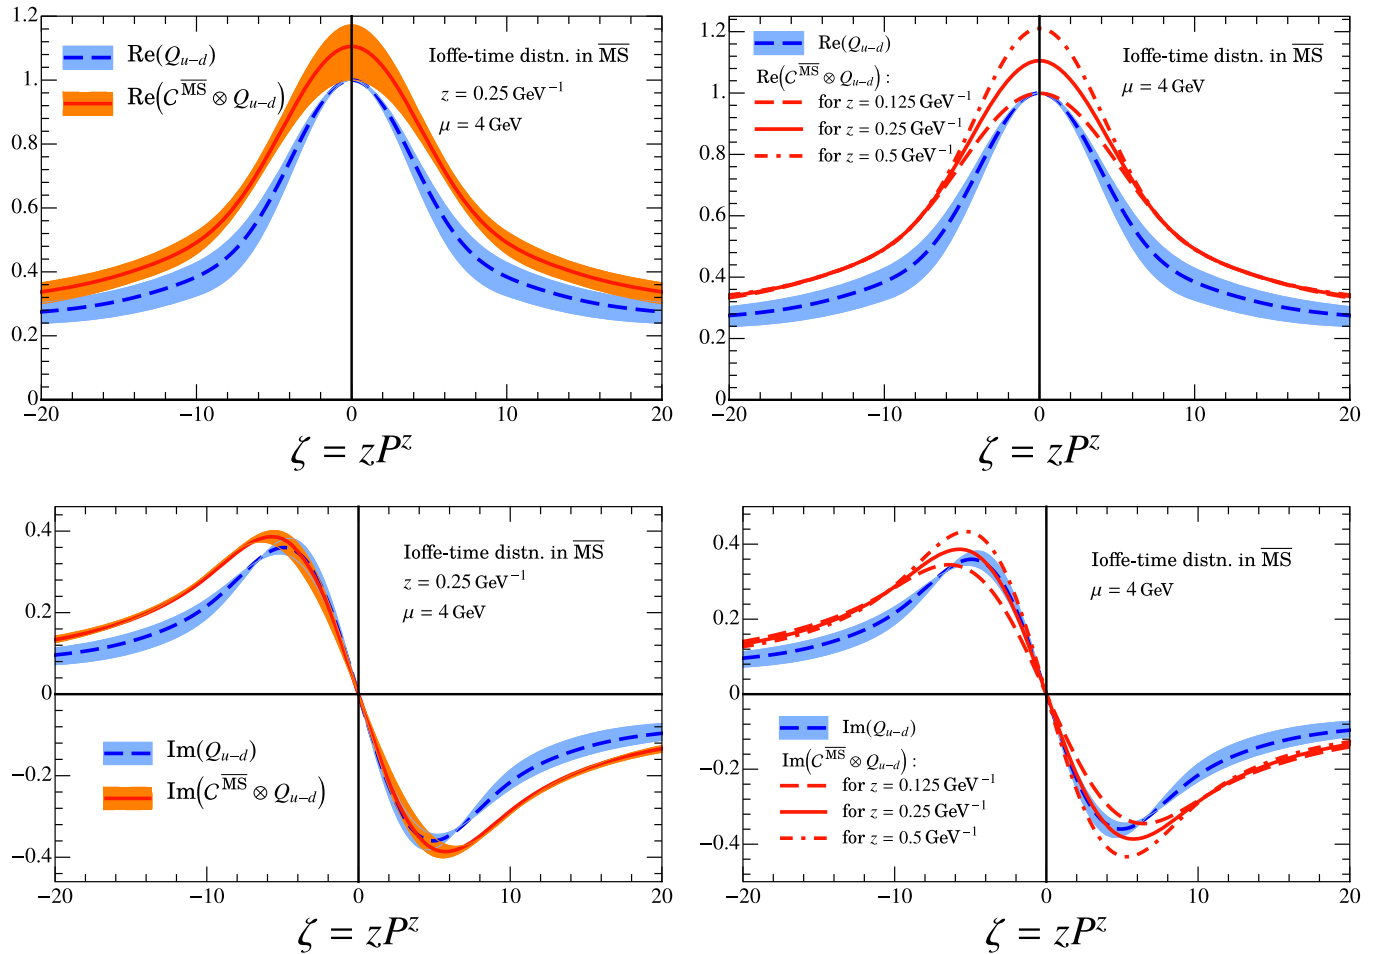 1.2
1
0.8
0.6
0.4
0.2
0
−20 −10 0 10 20
Re(Q_{u−d})
Re(C^{\overline{MS}} ⊗ Q_{u−d})
Ioffe-time distn. in \overline{MS}
z = 0.25 GeV⁻¹
μ = 4 GeV
ζ = zP^z
1.2
1
0.8
0.6
0.4
0.2
0
−20 −10 0 10 20
Re(Q_{u−d})
Re(C^{\overline{MS}} ⊗ Q_{u−d}) :
for z = 0.125 GeV⁻¹
for z = 0.25 GeV⁻¹
for z = 0.5 GeV⁻¹
Ioffe-time distn. in \overline{MS}
μ = 4 GeV
ζ = zP^z
0.4
0.2
0
−0.2
−0.4
−20 −10 0 10 20
Ioffe-time distn. in \overline{MS}
z = 0.25 GeV⁻¹
μ = 4 GeV
Im(Q_{u−d})
Im(C^{\overline{MS}} ⊗ Q_{u−d})
ζ = zP^z
0.4
0.2
0
−0.2
−0.4
−20 −10 0 10 20
Ioffe-time distn. in \overline{MS}
μ = 4 GeV
Im(Q_{u−d})
Im(C^{\overline{MS}} ⊗ Q_{u−d}) :
for z = 0.125 GeV⁻¹
for z = 0.25 GeV⁻¹
for z = 0.5 GeV⁻¹
ζ = zP^z